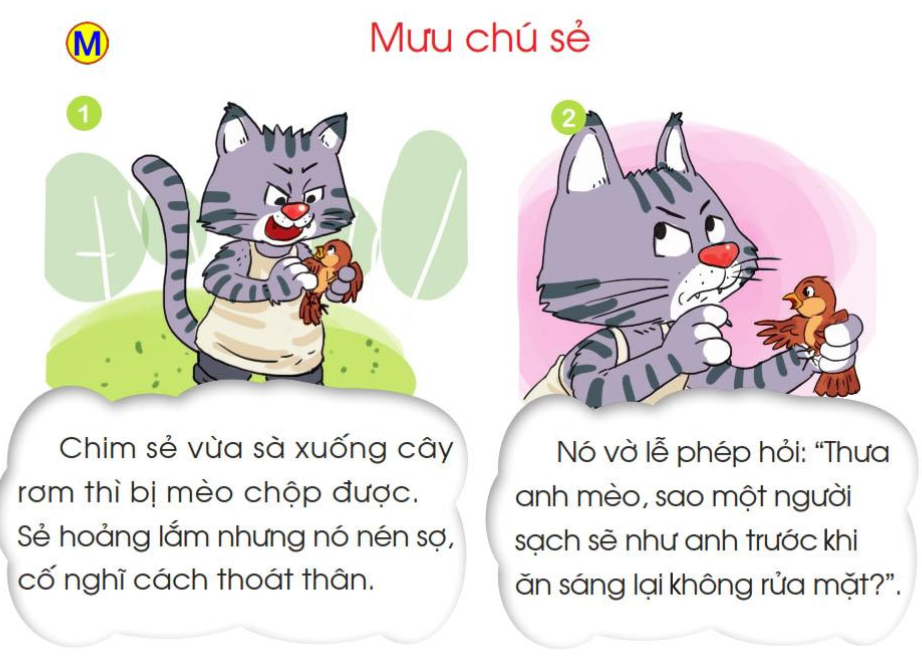 M
Mưu chú sẻ
1
Chim sẻ vừa sà xuống cây
rơm thì bị mèo chộp được.
Sẻ hoảng lắm nhưng nó nén sợ,
cố nghĩ cách thoát thân.
2
Nó vờ lễ phép hỏi: “Thưa
anh mèo, sao một người
sạch sẽ như anh trước khi
ăn sáng lại không rửa mặt?”.